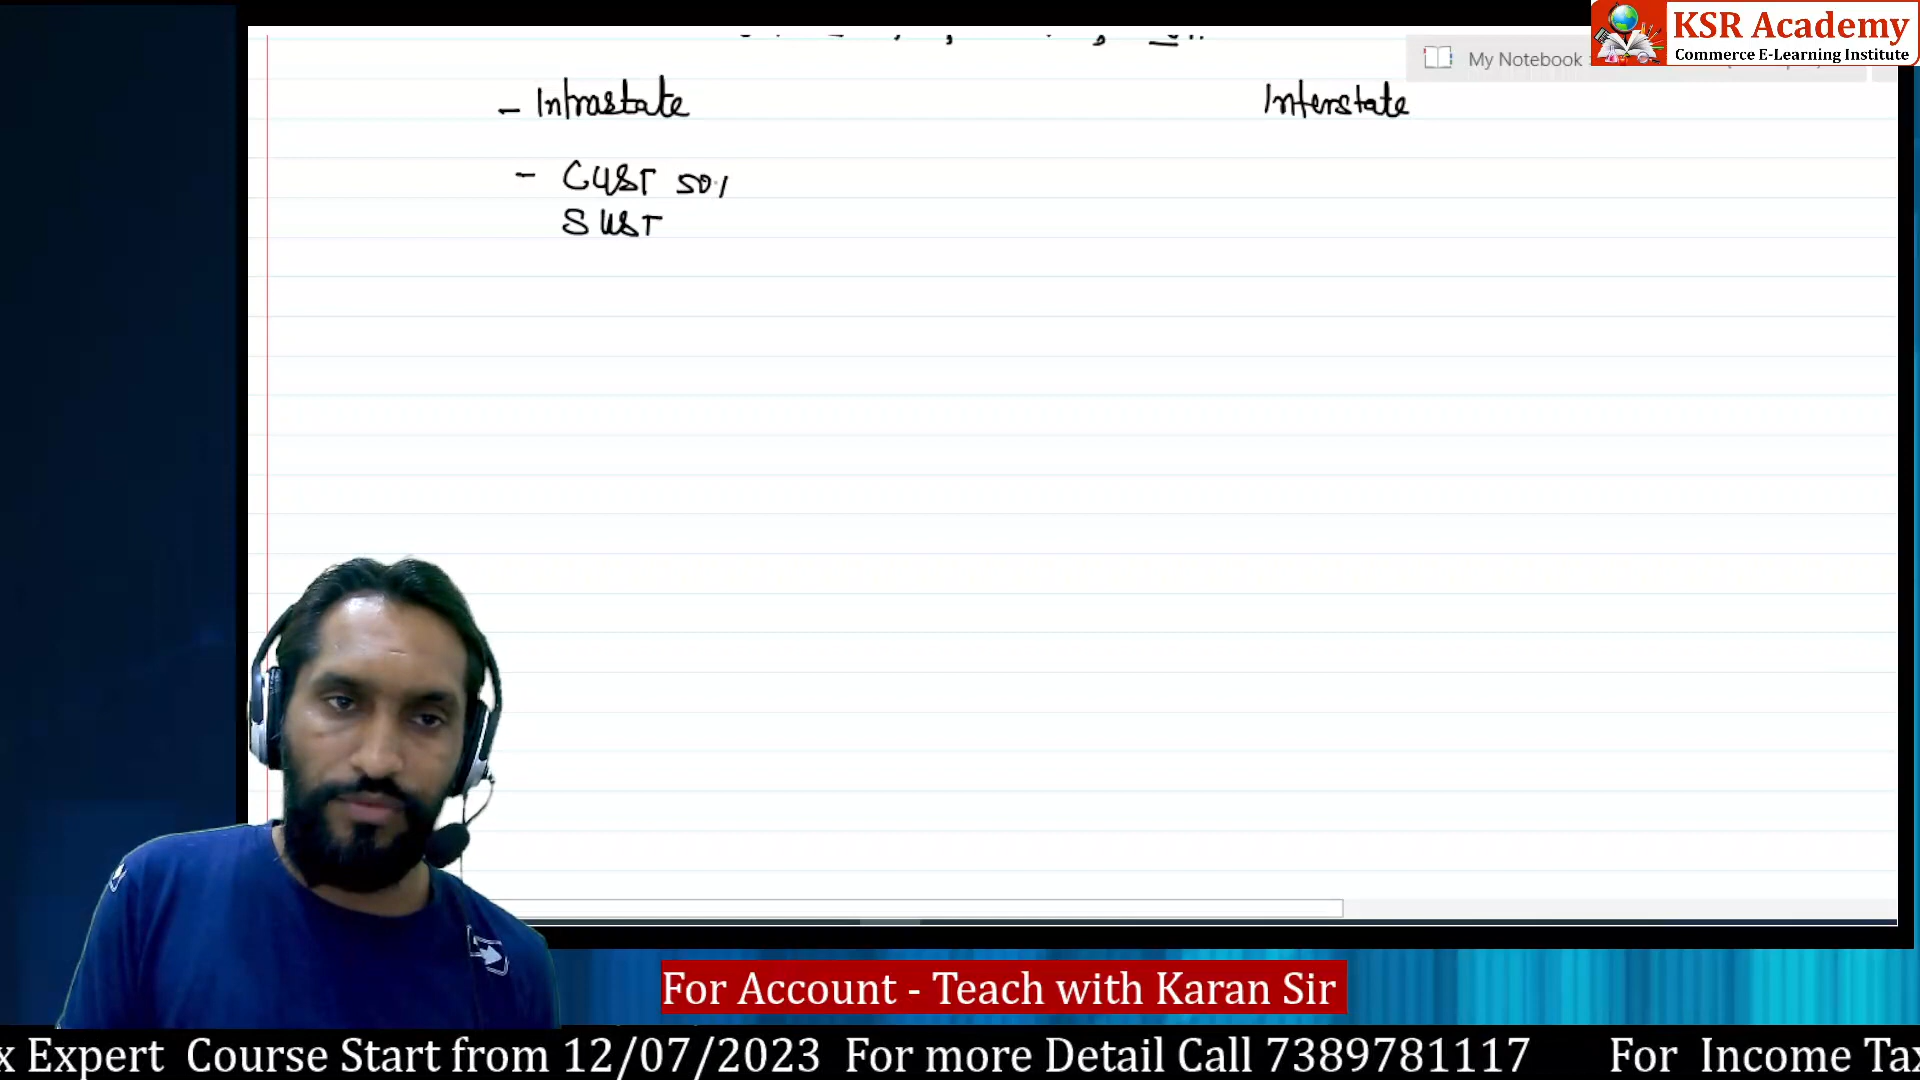 KSR Academy
Commerce E-Learning Institute
My Notebook
- Intrastate
Interstate
- CGST 50%
SGST
For Account - Teach with Karan Sir
x Expert Course Start from 12/07/2023 For more Detail Call 7389781117 For Income Tax